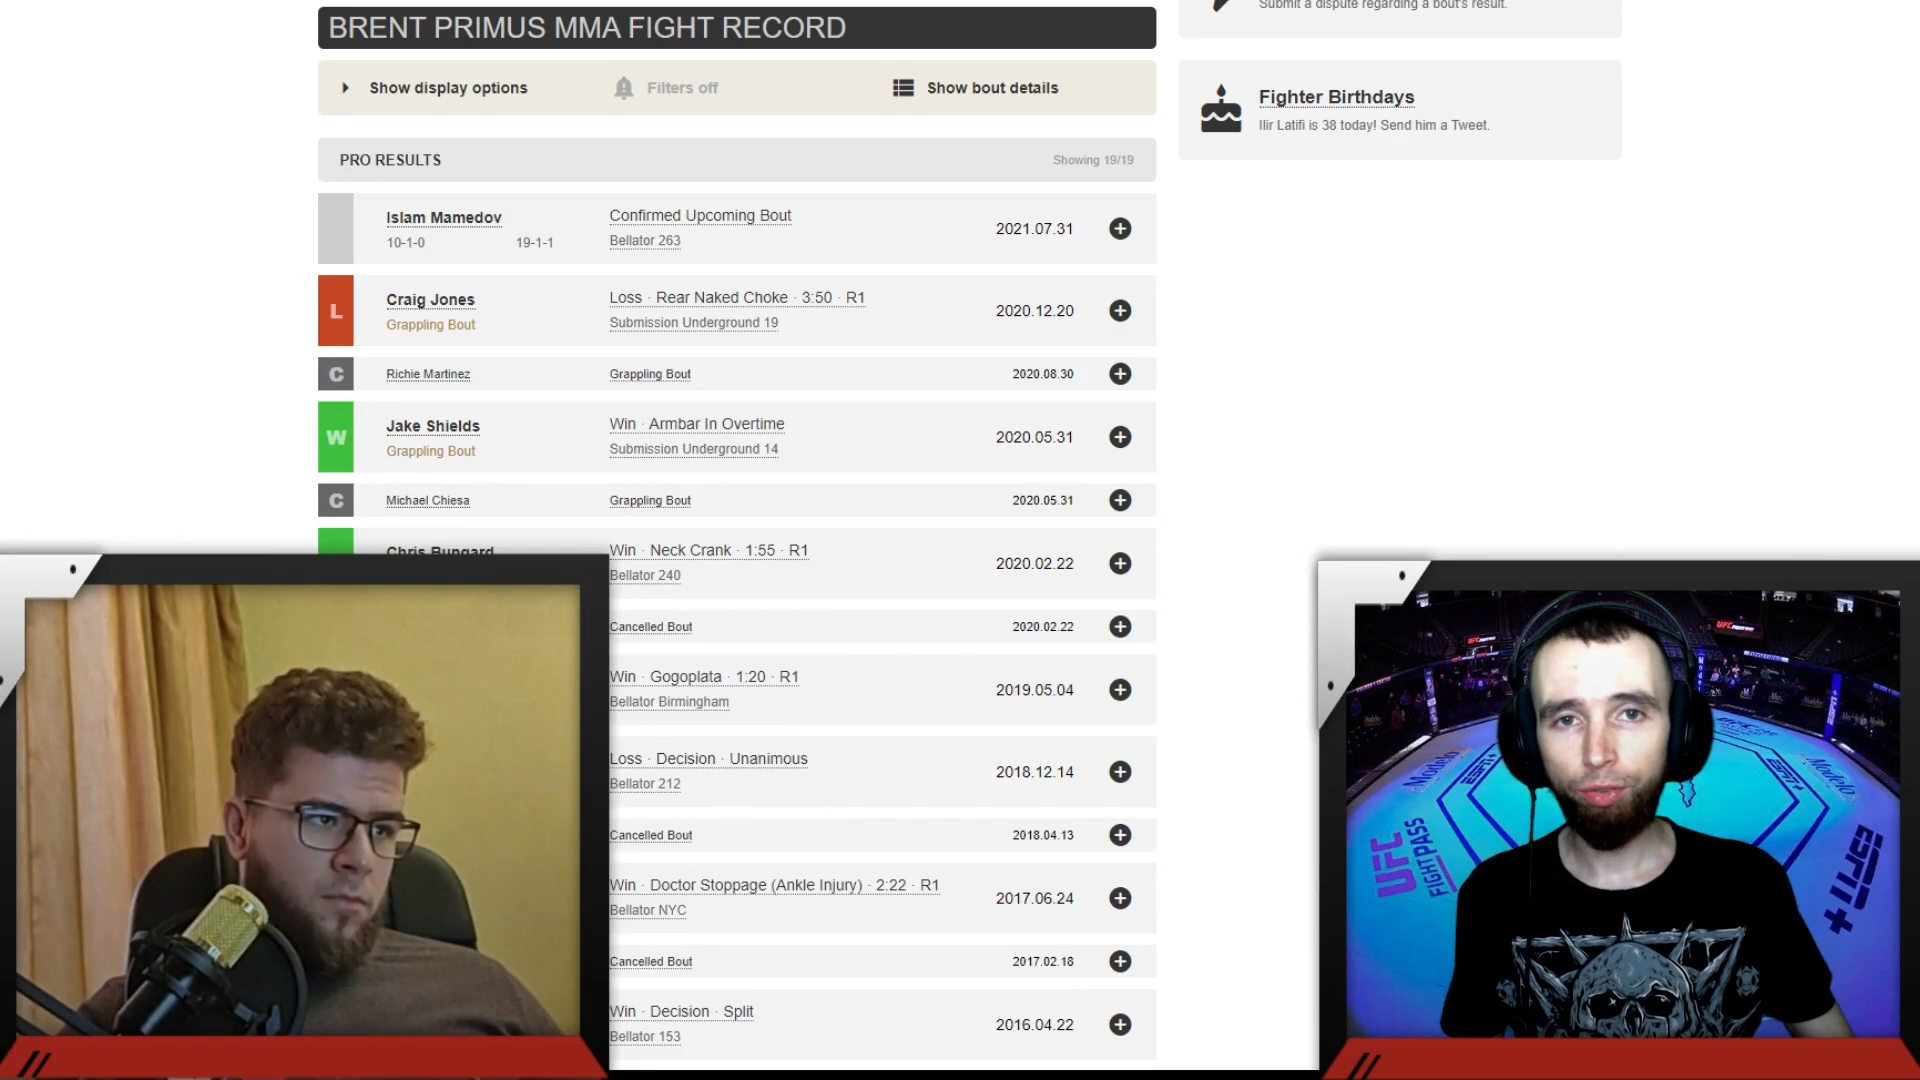 Submit a dispute regarding a bout's result.
BRENT PRIMUS MMA FIGHT RECORD
Show display options
Filters off
Show bout details
Fighter Birthdays
Ilir Latifi is 38 today! Send him a Tweet.
PRO RESULTS
Showing 19/19
Islam Mamedov
10-1-0
19-1-1
Confirmed Upcoming Bout
Bellator 263
2021.07.31
L
Craig Jones
Grappling Bout
Loss · Rear Naked Choke · 3:50 · R1
Submission Underground 19
2020.12.20
C
Richie Martinez
Grappling Bout
2020.08.30
W
Jake Shields
Grappling Bout
Win · Armbar In Overtime
Submission Underground 14
2020.05.31
C
Michael Chiesa
Grappling Bout
2020.05.31
Chris Bungard
Win · Neck Crank · 1:55 · R1
Bellator 240
2020.02.22
Cancelled Bout
2020.02.22
Win · Gogoplata · 1:20 · R1
Bellator Birmingham
2019.05.04
Loss · Decision · Unanimous
Bellator 212
2018.12.14
Cancelled Bout
2018.04.13
Win · Doctor Stoppage (Ankle Injury) · 2:22 · R1
Bellator NYC
2017.06.24
Cancelled Bout
2017.02.18
Win · Decision · Split
Bellator 153
2016.04.22
UFC
FIGHT PASS
ESPN+
Modelo
Modelo
ESPN+